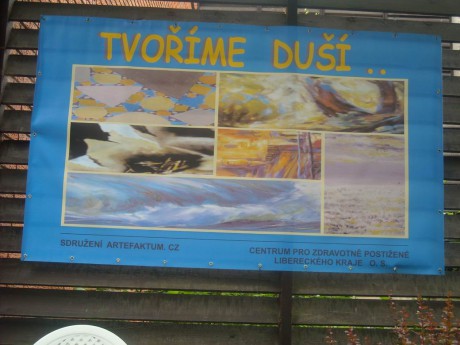 TVOŘÍME DUŠÍ ..
SDRUŽENÍ ARTEFAKTUM.CZ
CENTRUM PRO ZDRAVOTNĚ POSTIŽENÉ
LIBERECKÉHO KRAJE O. S.